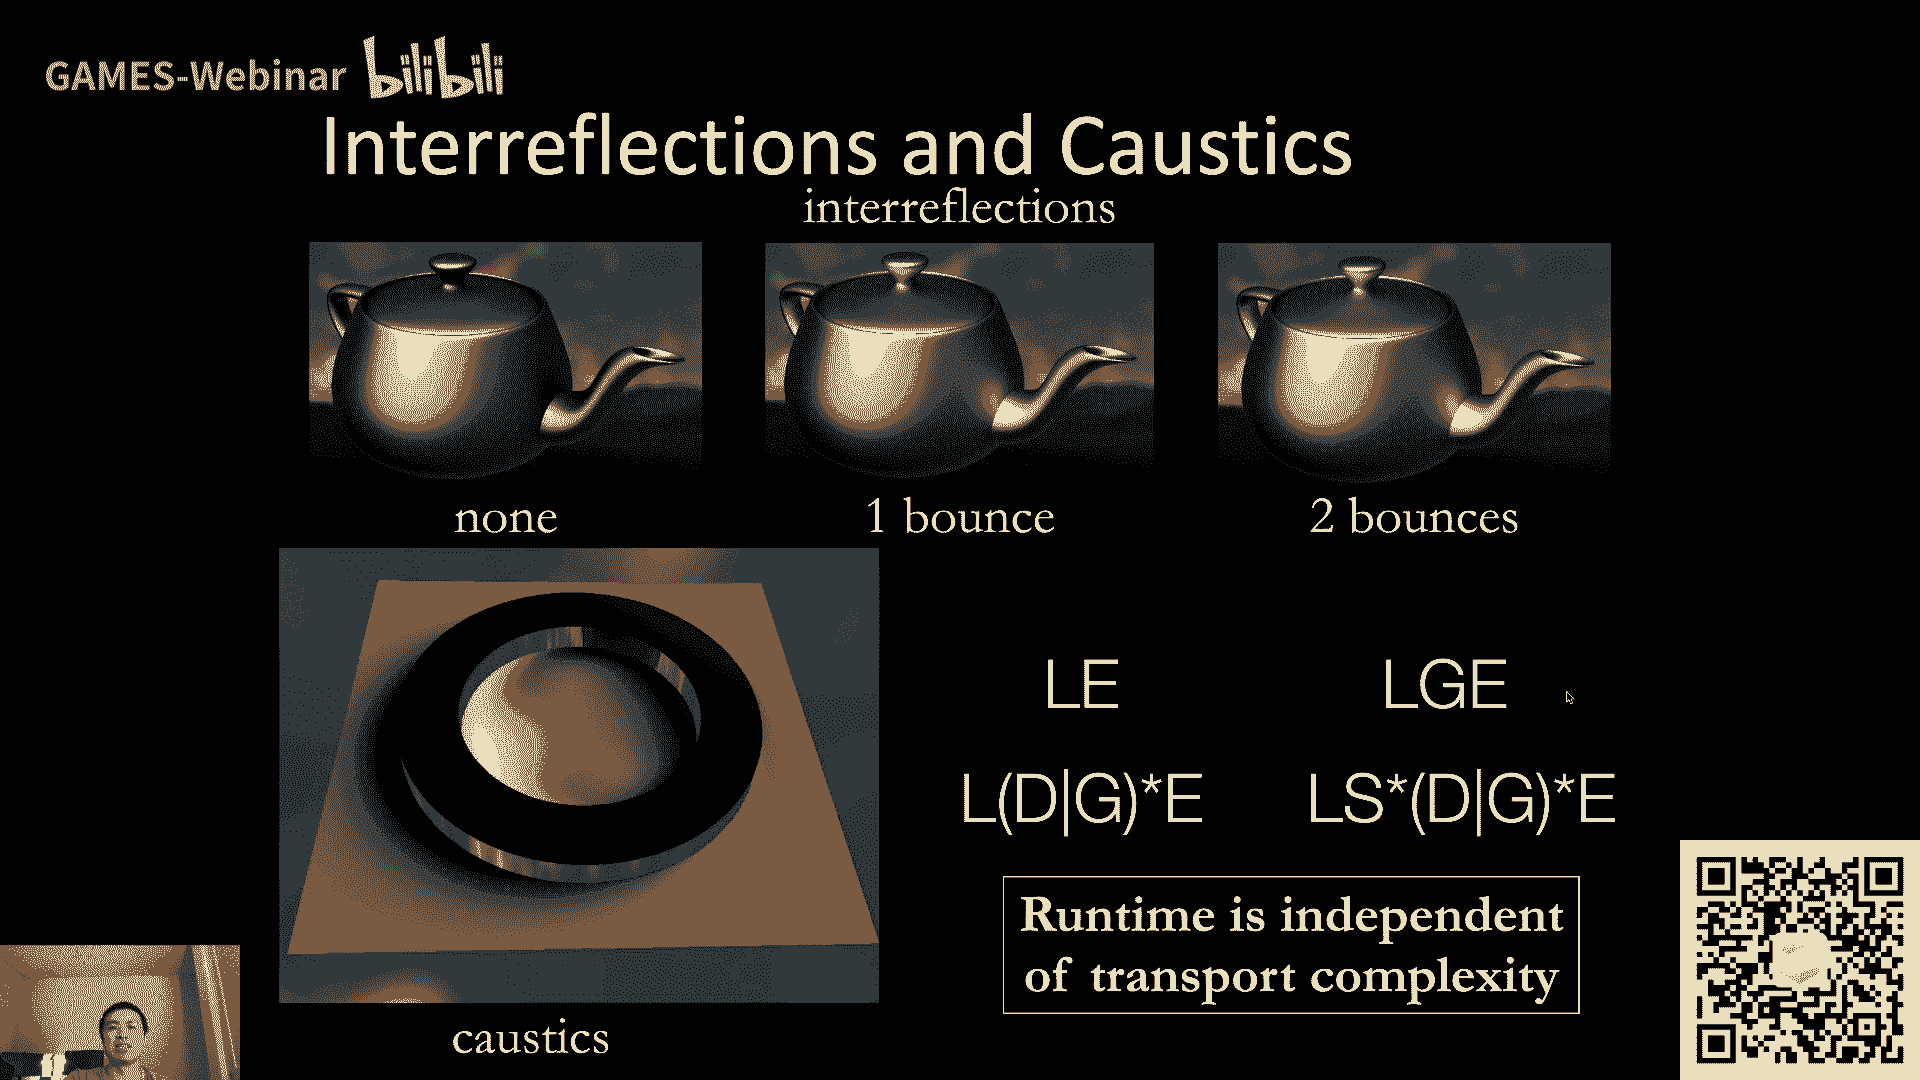 GAMES-Webinar bilibili
Interreflections and Caustics
interreflections
none
1 bounce
2 bounces
LE
LGE
L(D|G)*E
LS*(D|G)*E
Runtime is independent
of transport complexity
caustics